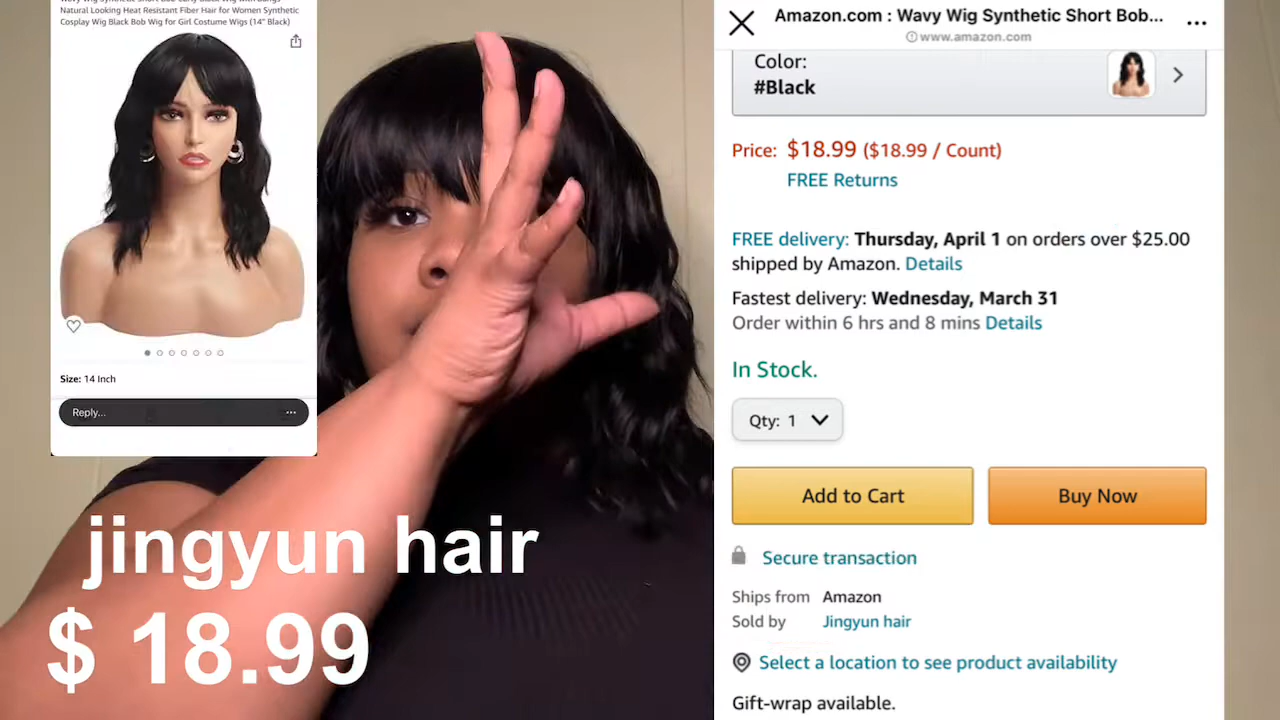 Natural Looking Heat Resistant Fiber Hair for Women Synthetic
Cosplay Wig Black Bob Wig for Girl Costume Wigs (14" Black)
Size: 14 Inch
Reply...
jingyun hair
$ 18.99
Amazon.com : Wavy Wig Synthetic Short Bob...
www.amazon.com
Color:
#Black
Price: $18.99 ($18.99 / Count)
FREE Returns
FREE delivery: Thursday, April 1 on orders over $25.00
shipped by Amazon. Details
Fastest delivery: Wednesday, March 31
Order within 6 hrs and 8 mins Details
In Stock.
Qty: 1
Add to Cart
Buy Now
Secure transaction
Ships from Amazon
Sold by Jingyun hair
Select a location to see product availability
Gift-wrap available.